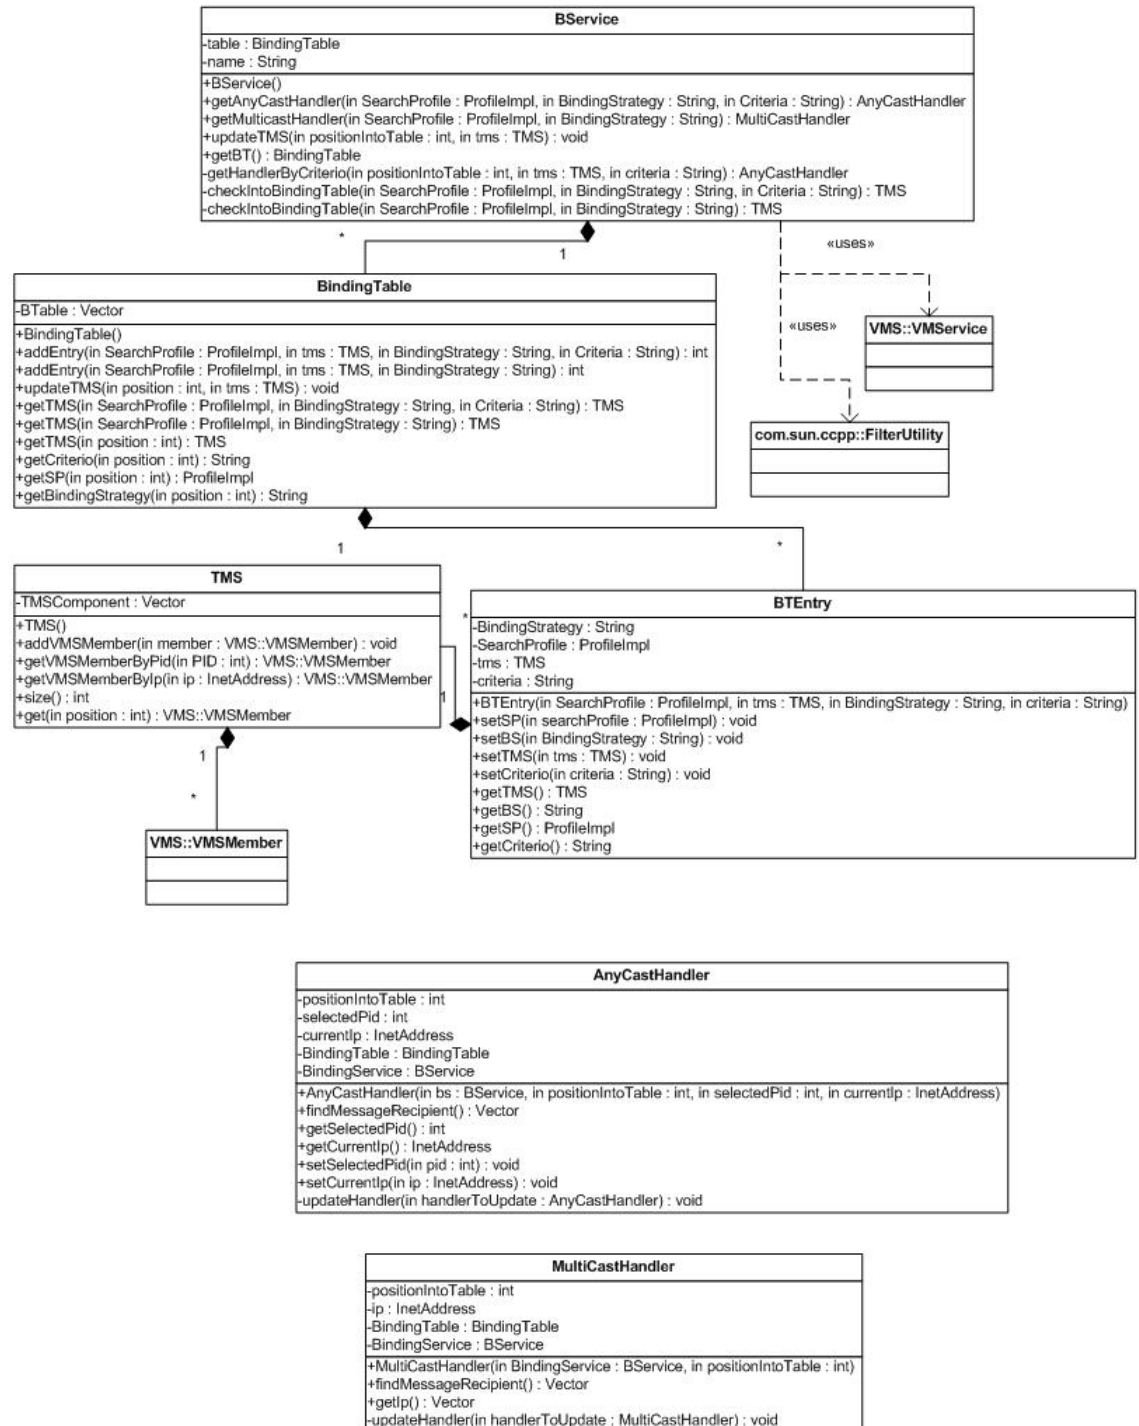 BService
-table : BindingTable
-name : String
+BService()
+getAnyCastHandler(in SearchProfile : ProfileImpl, in BindingStrategy : String, in Criteria : String) : AnyCastHandler
+getMulticastHandler(in SearchProfile : ProfileImpl, in BindingStrategy : String) : MultiCastHandler
+updateTMS(in positionIntoTable : int, in tms : TMS) : void
+getBT() : BindingTable
-getHandlerByCriterio(in positionIntoTable : int, in tms : TMS, in criteria : String) : AnyCastHandler
-checkIntoBindingTable(in SearchProfile : ProfileImpl, in BindingStrategy : String, in Criteria : String) : TMS
-checkIntoBindingTable(in SearchProfile : ProfileImpl, in BindingStrategy : String) : TMS
*
1
«uses»
«uses»
BindingTable
-BTable : Vector
+BindingTable()
+addEntry(in SearchProfile : ProfileImpl, in tms : TMS, in BindingStrategy : String, in Criteria : String) : int
+addEntry(in SearchProfile : ProfileImpl, in tms : TMS, in BindingStrategy : String) : int
+updateTMS(in position : int, in tms : TMS) : void
+getTMS(in SearchProfile : ProfileImpl, in BindingStrategy : String, in Criteria : String) : TMS
+getTMS(in SearchProfile : ProfileImpl, in BindingStrategy : String) : TMS
+getTMS(in position : int) : TMS
+getCriterio(in position : int) : String
+getSP(in position : int) : ProfileImpl
+getBindingStrategy(in position : int) : String
VMS::VMService
com.sun.ccpp::FilterUtility
1
*
TMS
-TMSComponent : Vector
+TMS()
+addVMSMember(in member : VMS::VMSMember) : void
+getVMSMemberByPid(in PID : int) : VMS::VMSMember
+getVMSMemberByIp(in ip : InetAddress) : VMS::VMSMember
+size() : int
+get(in position : int) : VMS::VMSMember
*
1
BTEntry
-BindingStrategy : String
-SearchProfile : ProfileImpl
-tms : TMS
-criteria : String
+BTEntry(in SearchProfile : ProfileImpl, in tms : TMS, in BindingStrategy : String, in criteria : String)
+setSP(in searchProfile : ProfileImpl) : void
+setBS(in BindingStrategy : String) : void
+setTMS(in tms : TMS) : void
+setCriterio(in criteria : String) : void
+getTMS() : TMS
+getBS() : String
+getSP() : ProfileImpl
+getCriterio() : String
1
*
VMS::VMSMember
AnyCastHandler
-positionIntoTable : int
-selectedPid : int
-currentIp : InetAddress
-BindingTable : BindingTable
-BindingService : BService
+AnyCastHandler(in bs : BService, in positionIntoTable : int, in selectedPid : int, in currentIp : InetAddress)
+findMessageRecipient() : Vector
+getSelectedPid() : int
+getCurrentIp() : InetAddress
+setSelectedPid(in pid : int) : void
+setCurrentIp(in ip : InetAddress) : void
-updateHandler(in handlerToUpdate : AnyCastHandler) : void
MultiCastHandler
-positionIntoTable : int
-ip : InetAddress
-BindingTable : BindingTable
-BindingService : BService
+MultiCastHandler(in BindingService : BService, in positionIntoTable : int)
+findMessageRecipient() : Vector
+getIp() : Vector
-updateHandler(in handlerToUpdate : MultiCastHandler) : void